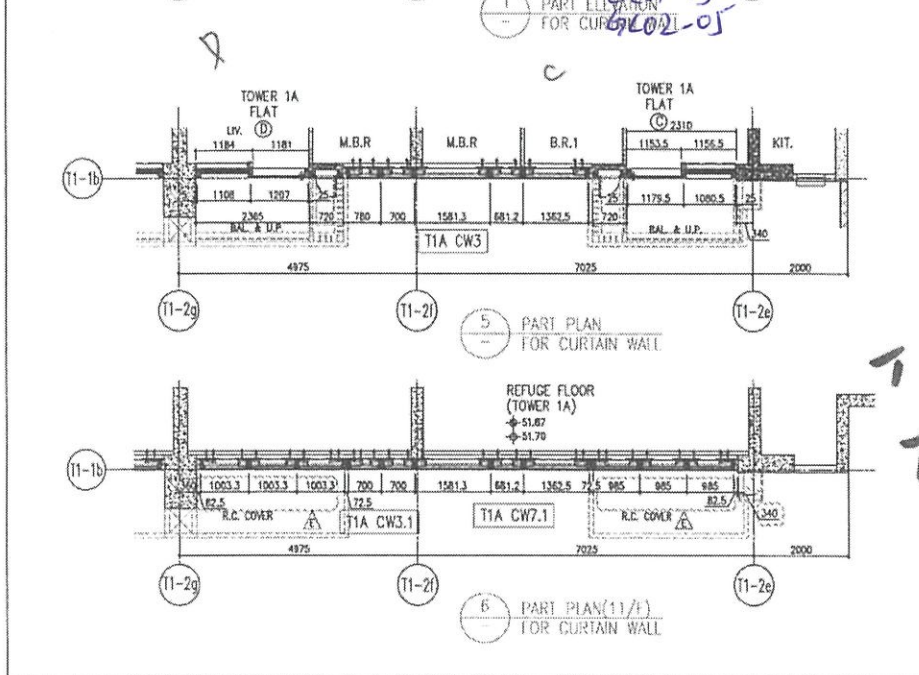 1 PART ELEVATION
FOR CURTAIN WALL
GL02-05
D
C
TOWER 1A
FLAT
D
TOWER 1A
FLAT
C 2310
LIV.
M.B.R
M.B.R
B.R.1
KIT.
1184 1181
1153.5 1156.5
T1-1b
1108 1207 25
25 1179.5 1080.5 25
2365 720 780 700 1581.3 681.2 1362.5 720
BAL. & U.P.
T1A CW3
BAL. & U.P.
340
4975 7025 2000
T1-2g
T1-2f
T1-2e
5 PART PLAN
FOR CURTAIN WALL
REFUGE FLOOR
(TOWER 1A)
51.67
51.70
T1-1b
1003.3 1003.3 1003.3 700 700 1581.3 681.2 1362.5 72.5 985 985 985
82.5 72.5 82.5
R.C. COVER E
T1A CW3.1
T1A CW7.1
R.C. COVER E
340
4975 7025 2000
T1-2g
T1-2f
T1-2e
6 PART PLAN(11/F)
FOR CURTAIN WALL